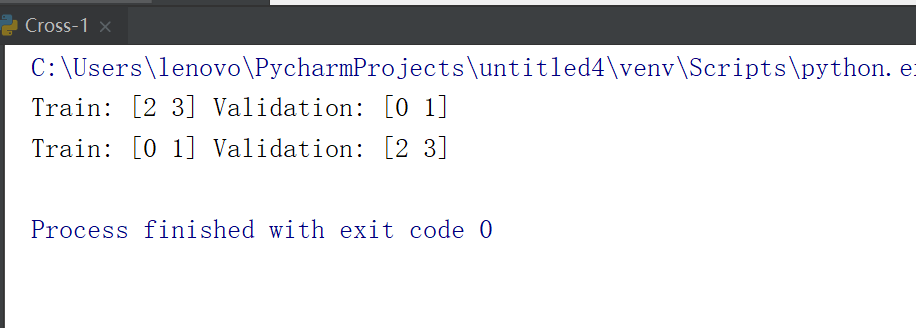 Cross-1
C:\Users\lenovo\PycharmProjects\untitled4\venv\Scripts\python.e
Train: [2 3] Validation: [0 1]
Train: [0 1] Validation: [2 3]
Process finished with exit code 0